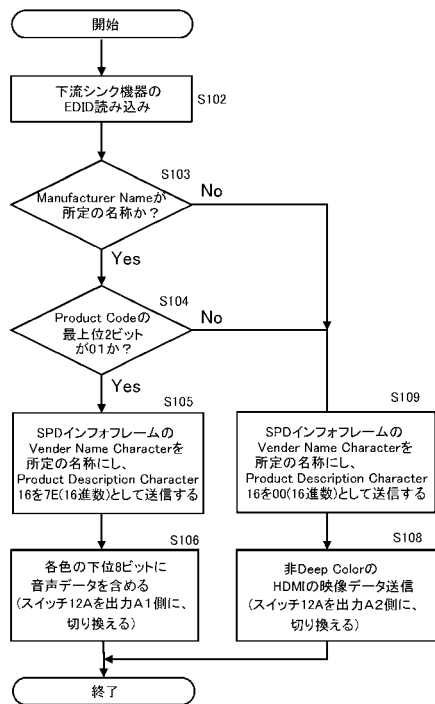 開始
下流シンク機器の
EDID読み込み
S102
S103
Manufacturer Nameが
所定の名称か?
No
Yes
S104
Product Codeの
最上位2ビット
が01か?
No
Yes
S105
SPDインフォフレームの
Vender Name Characterを
所定の名称にし、
Product Description Character
16を7E(16進数)として送信する
S109
SPDインフォフレームの
Vender Name Characterを
所定の名称にし、
Product Description Character
16を00(16進数)として送信する
S106
各色の下位8ビットに
音声データを含める
(スイッチ12Aを出力A1側に、
切り換える)
S108
非Deep Colorの
HDMIの映像データ送信
(スイッチ12Aを出力A2側に、
切り換える)
終了